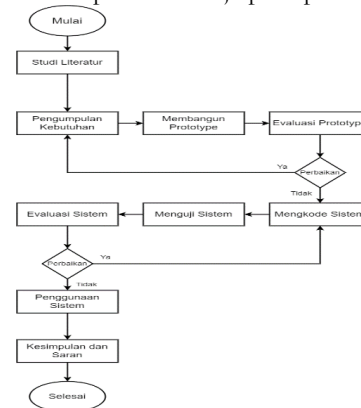 Mulai
Studi Literatur
Pengumpulan
Kebutuhan
Membangun
Prototype
Evaluasi Prototyp
Ya
Perbaikan
Tidak
Evaluasi Sistem
Menguji Sistem
Mengkode Sistem
Perbaikan
Ya
Tidak
Penggunaan
Sistem
Kesimpulan dan
Saran
Selesai